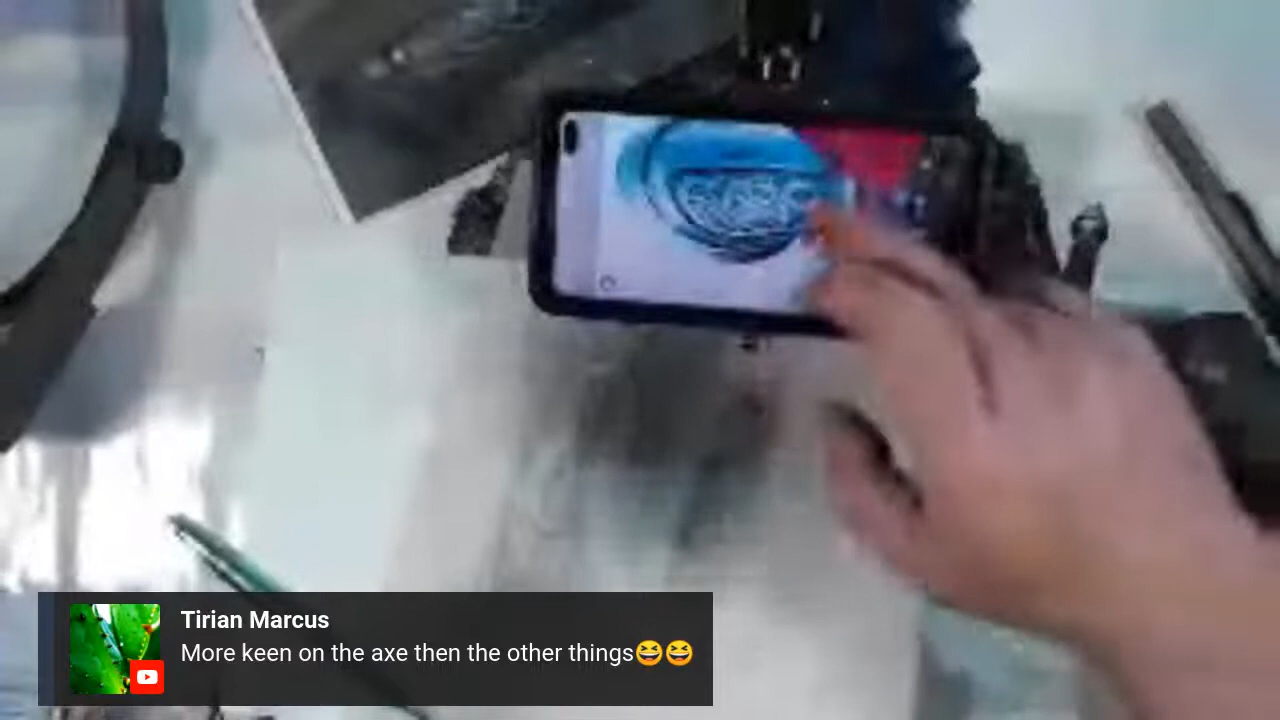 Tirian Marcus
More keen on the axe then the other things😆😆